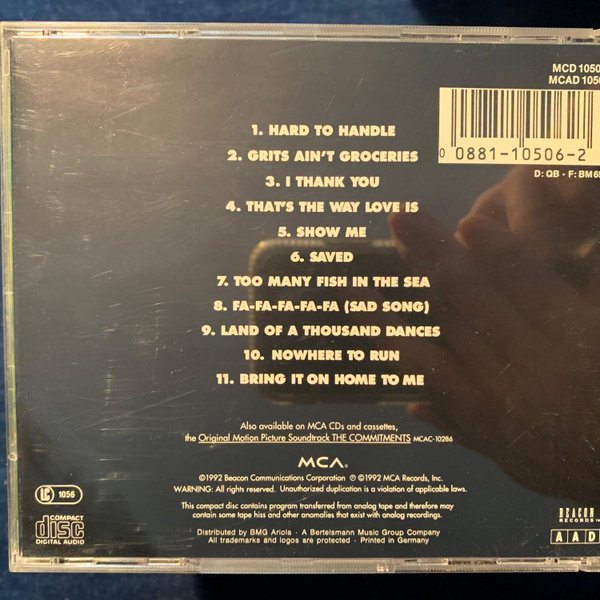 MCD 1050
MCAD 1050
0 0881-10506-2
D: QB · F: BM 6
1. HARD TO HANDLE
2. GRITS AIN'T GROCERIES
3. I THANK YOU
4. THAT'S THE WAY LOVE IS
5. SHOW ME
6. SAVED
7. TOO MANY FISH IN THE SEA
8. FA-FA-FA-FA-FA (SAD SONG)
9. LAND OF A THOUSAND DANCES
10. NOWHERE TO RUN
11. BRING IT ON HOME TO ME
Also available on MCA CDs and cassettes,
the Original Motion Picture Soundtrack THE COMMITMENTS MCAC-10286
MCA®
©1992 Beacon Communications Corporation ℗ ©1992 MCA Records, Inc.
WARNING: All rights reserved. Unauthorized duplication is a violation of applicable laws.
This compact disc contains program transferred from analog tape and therefore may
contain some tape hiss and other anomalies that exist with analog recordings.
Distributed by BMG Ariola · A Bertelsmann Music Group Company
All trademarks and logos are protected · Printed in Germany
LC 1056
COMPACT
disc
DIGITAL AUDIO
BEACON
RECORDS™
AAD